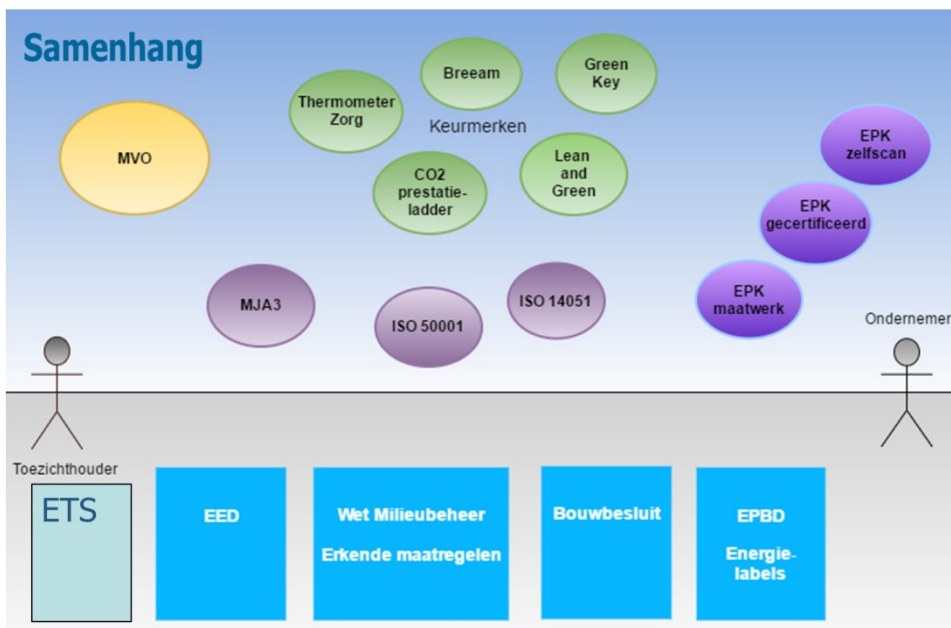 Samenhang
Breeam
Green
Key
Thermometer
Zorg
Keurmerken
MVO
EPK
zelfscan
CO2
prestatie-
ladder
Lean
and
Green
EPK
gecertificeerd
MJA3
ISO 50001
ISO 14051
EPK
maatwerk
Ondernemer
Toezichthouder
ETS
EED
Wet Milieubeheer
Erkende maatregelen
Bouwbesluit
EPBD
Energie-
labels